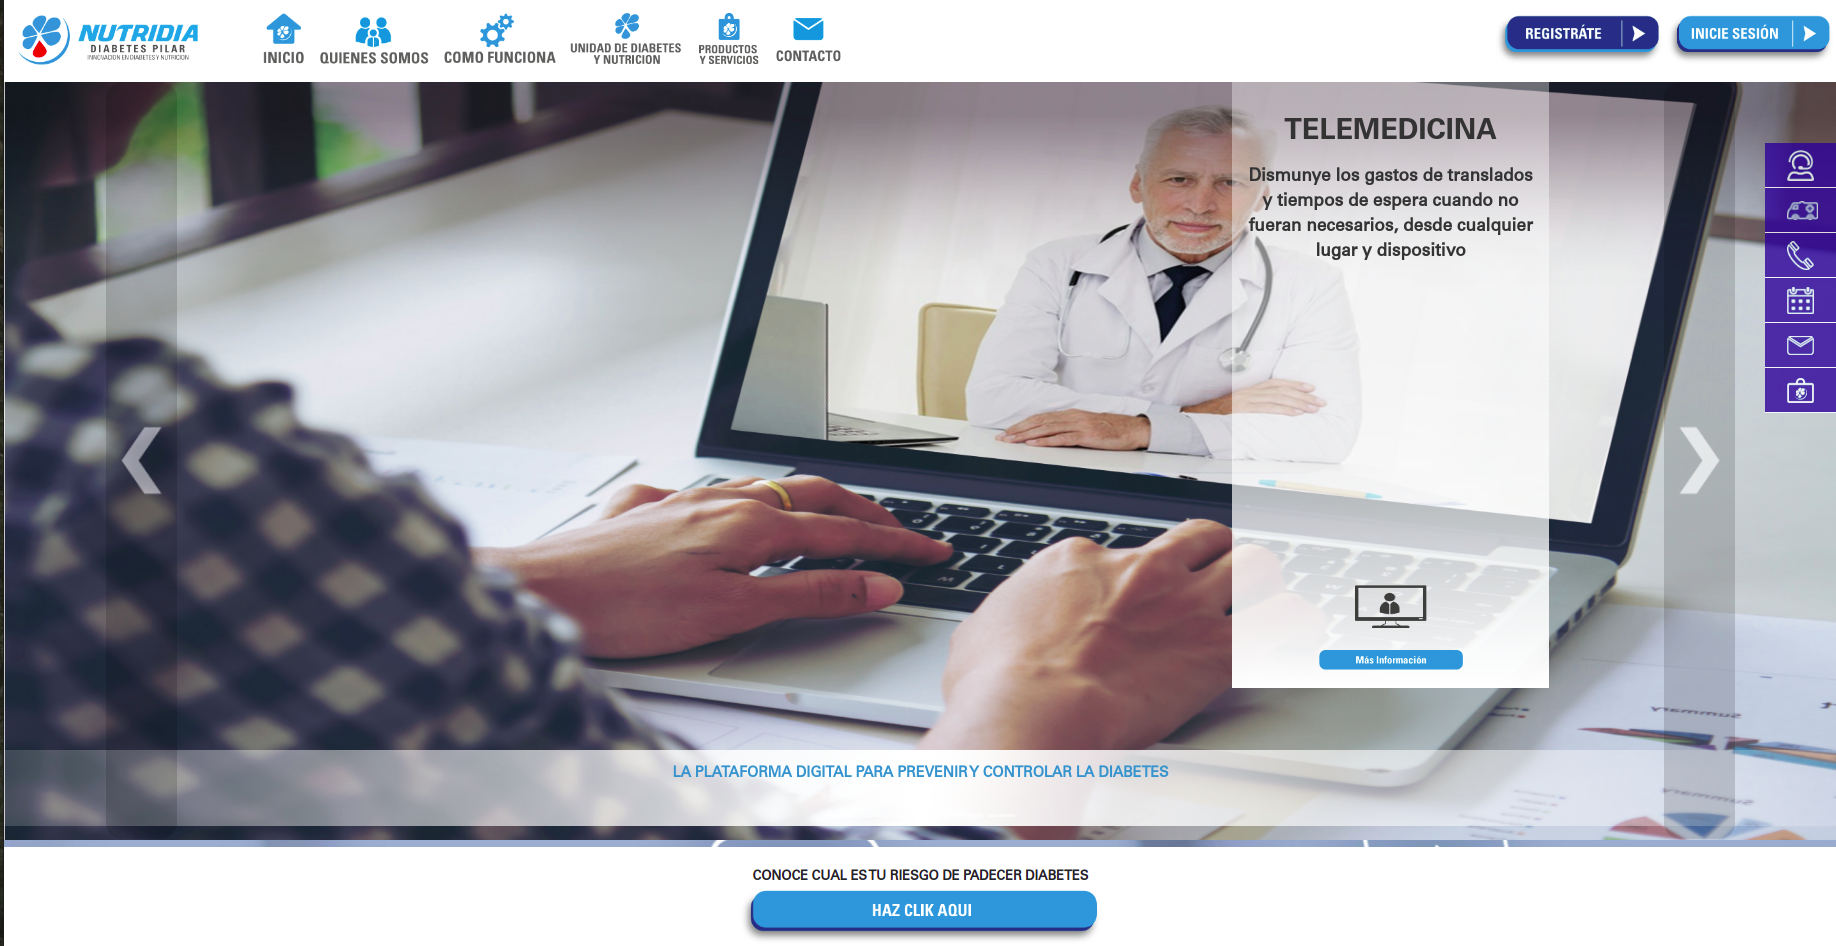 NUTRIDIA
DIABETES PILAR
INNOVACION EN DIABETES Y NUTRICION
INICIO
QUIENES SOMOS
COMO FUNCIONA
UNIDAD DE DIABETES
Y NUTRICION
PRODUCTOS
Y SERVICIOS
CONTACTO
REGISTRÁTE
INICIE SESIÓN
TELEMEDICINA
Dismunye los gastos de translados
y tiempos de espera cuando no
fueran necesarios, desde cualquier
lugar y dispositivo
Más Información
Summary
Summary
LA PLATAFORMA DIGITAL PARA PREVENIR Y CONTROLAR LA DIABETES
CONOCE CUAL ES TU RIESGO DE PADECER DIABETES
HAZ CLIK AQUI